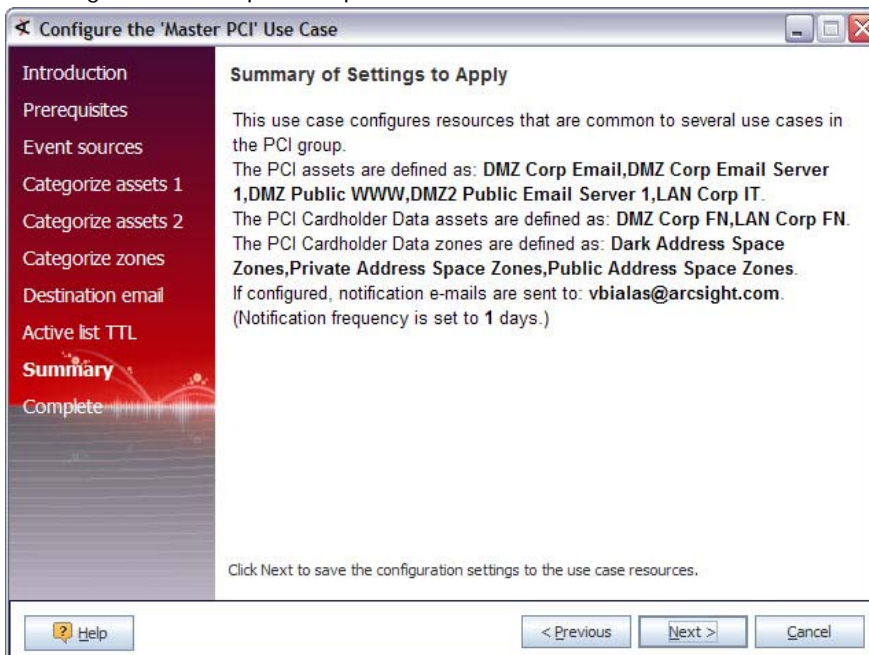 Configure the 'Master PCI' Use Case
Introduction
Prerequisites
Event sources
Categorize assets 1
Categorize assets 2
Categorize zones
Destination email
Active list TTL
Summary
Complete
Summary of Settings to Apply
This use case configures resources that are common to several use cases in
the PCI group.
The PCI assets are defined as: DMZ Corp Email,DMZ Corp Email Server
1,DMZ Public WWW,DMZ2 Public Email Server 1,LAN Corp IT.
The PCI Cardholder Data assets are defined as: DMZ Corp FN,LAN Corp FN.
The PCI Cardholder Data zones are defined as: Dark Address Space
Zones,Private Address Space Zones,Public Address Space Zones.
If configured, notification e-mails are sent to: vbialas@arcsight.com.
(Notification frequency is set to 1 days.)
Click Next to save the configuration settings to the use case resources.
Help
< Previous
Next >
Cancel